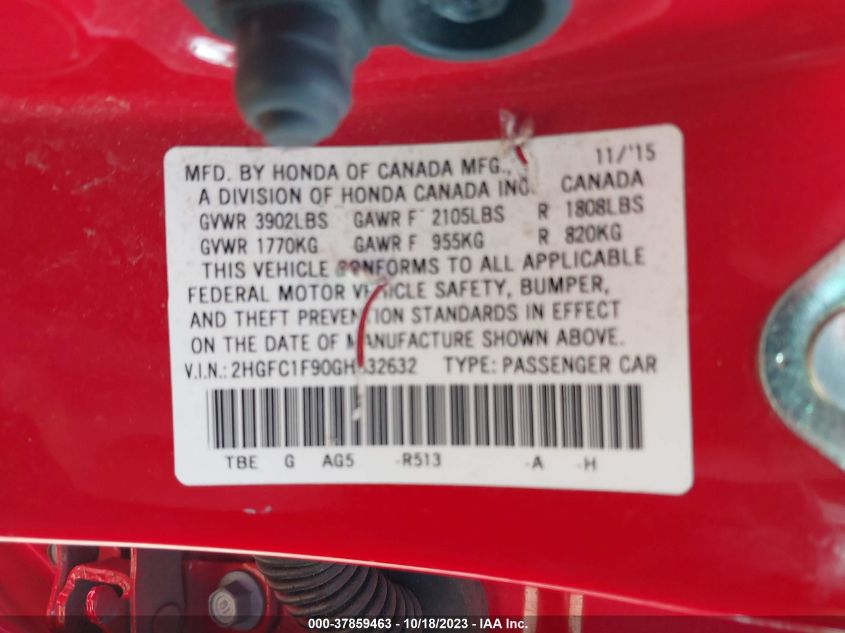 MFD. BY HONDA OF CANADA MFG., 11/'15
A DIVISION OF HONDA CANADA INC. CANADA
GVWR 3902LBS GAWR F 2105LBS R 1808LBS
GVWR 1770KG GAWR F 955KG R 820KG
THIS VEHICLE CONFORMS TO ALL APPLICABLE
FEDERAL MOTOR VEHICLE SAFETY, BUMPER,
AND THEFT PREVENTION STANDARDS IN EFFECT
ON THE DATE OF MANUFACTURE SHOWN ABOVE.
V.I.N.: TYPE: PASSENGER CAR
TBE G AG5 -R513 -A -H
000-37859463 - 10/18/2023 - IAA Inc.